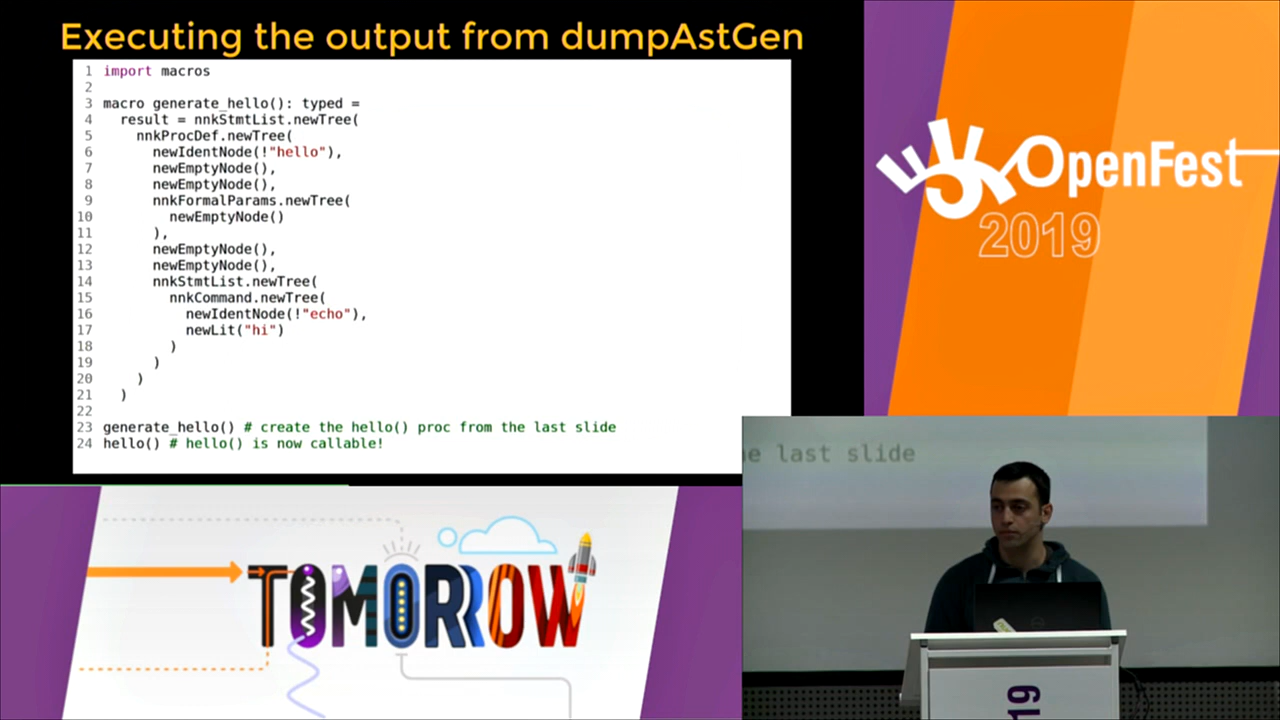 Executing the output from dumpAstGen
1 import macros
2
3 macro generate_hello(): typed =
4   result = nnkStmtList.newTree(
5     nnkProcDef.newTree(
6       newIdentNode(!"hello"),
7       newEmptyNode(),
8       newEmptyNode(),
9       nnkFormalParams.newTree(
10         newEmptyNode()
11       ),
12       newEmptyNode(),
13       newEmptyNode(),
14       nnkStmtList.newTree(
15         nnkCommand.newTree(
16           newIdentNode(!"echo"),
17           newLit("hi")
18         )
19       )
20     )
21   )
22
23 generate_hello() # create the hello() proc from the last slide
24 hello() # hello() is now callable!
OpenFest
2019
e last slide
TOMORROW
19